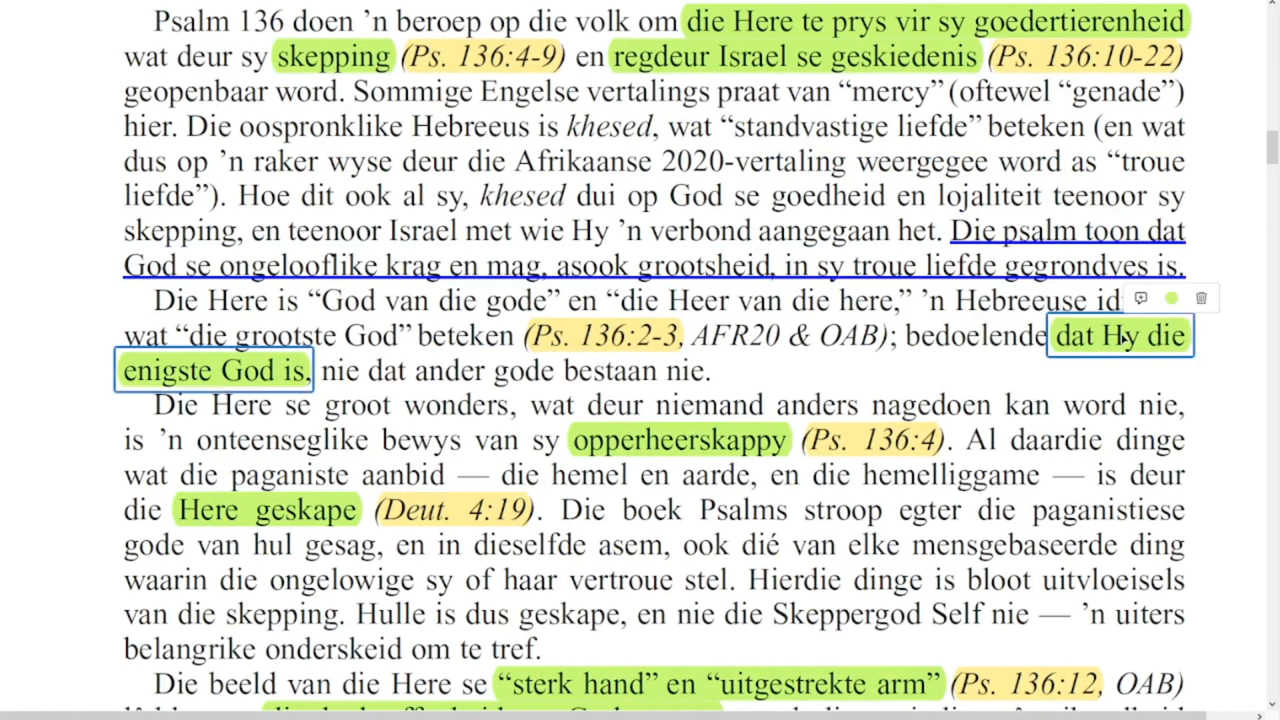 Psalm 136 doen ’n beroep op die volk om die Here te prys vir sy goedertierenheid
wat deur sy skepping (Ps. 136:4-9) en regdeur Israel se geskiedenis (Ps. 136:10-22)
geopenbaar word. Sommige Engelse vertalings praat van “mercy” (oftewel “genade”)
hier. Die oospronklike Hebreeus is khesed, wat “standvastige liefde” beteken (en wat
dus op ’n raker wyse deur die Afrikaanse 2020-vertaling weergegee word as “troue
liefde”). Hoe dit ook al sy, khesed dui op God se goedheid en lojaliteit teenoor sy
skepping, en teenoor Israel met wie Hy ’n verbond aangegaan het. Die psalm toon dat
God se ongelooflike krag en mag, asook grootsheid, in sy troue liefde gegrondves is.
Die Here is “God van die gode” en “die Heer van die here,” ’n Hebreeuse
wat “die grootste God” beteken (Ps. 136:2-3, AFR20 & OAB); bedoelende dat Hy die
enigste God is, nie dat ander gode bestaan nie.
Die Here se groot wonders, wat deur niemand anders nagedoen kan word nie,
is ’n onteenseglike bewys van sy opperheerskappy (Ps. 136:4). Al daardie dinge
wat die paganiste aanbid — die hemel en aarde, en die hemelliggame — is deur
die Here geskape (Deut. 4:19). Die boek Psalms stroop egter die paganistiese
gode van hul gesag, en in dieselfde asem, ook dié van elke mensgebaseerde ding
waarin die ongelowige sy of haar vertroue stel. Hierdie dinge is bloot uitvloeisels
van die skepping. Hulle is dus geskape, en nie die Skeppergod Self nie — ’n uiters
belangrike onderskeid om te tref.
Die beeld van die Here se “sterk hand” en “uitgestrekte arm” (Ps. 136:12, OAB)